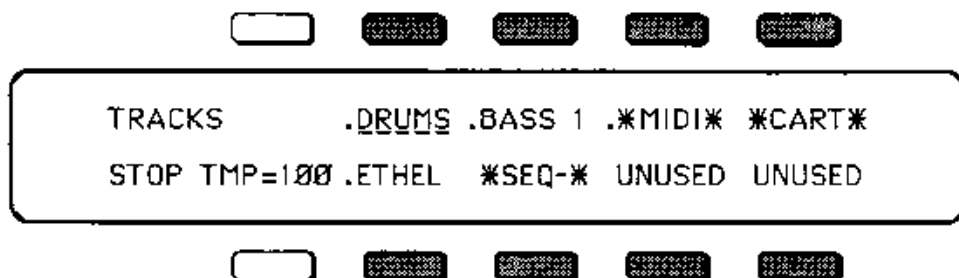 TRACKS .DRUMS .BASS 1 .*MIDI* *CART*
STOP TMP=100 .ETHEL *SEQ-* UNUSED UNUSED